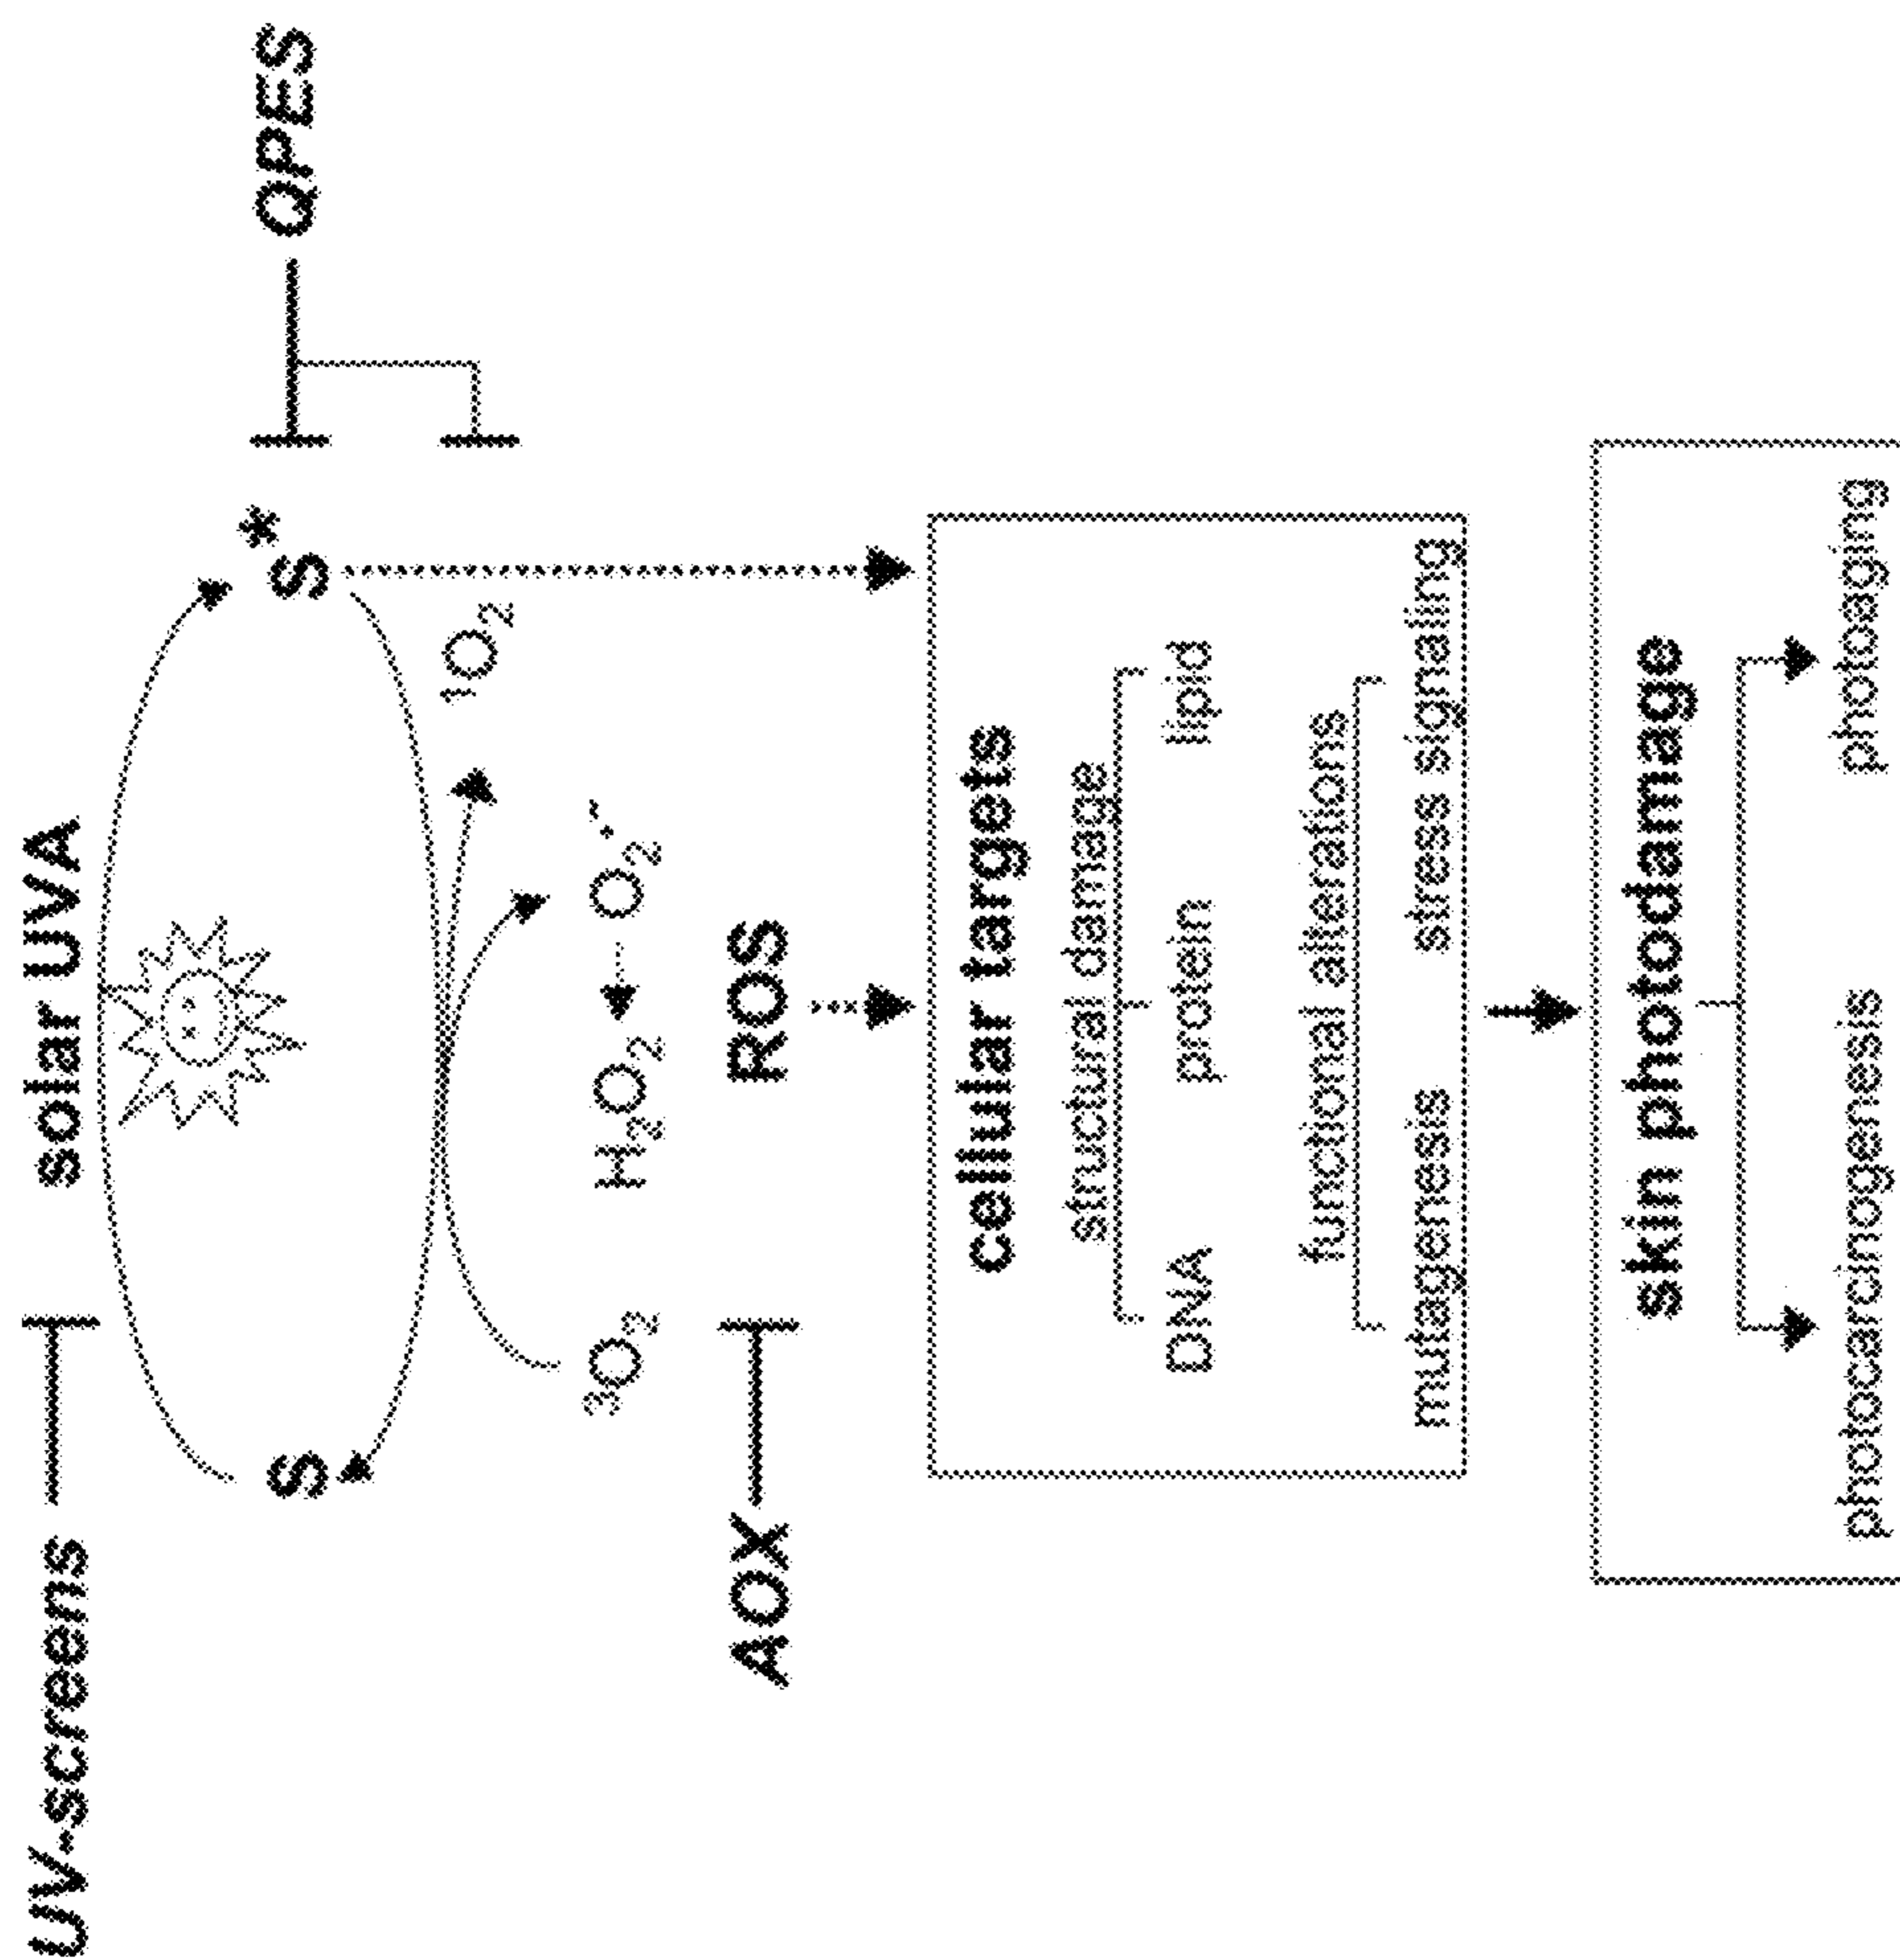 UV-screens
solar UVA
S
S*
QPES
¹O₂
³O₂
H₂O₂
O₂·⁻
AOX
ROS
cellular targets
structural damage
DNA protein lipid
functional alterations
mutagenesis stress signaling
skin photodamage
photocarcinogenesis photoaging